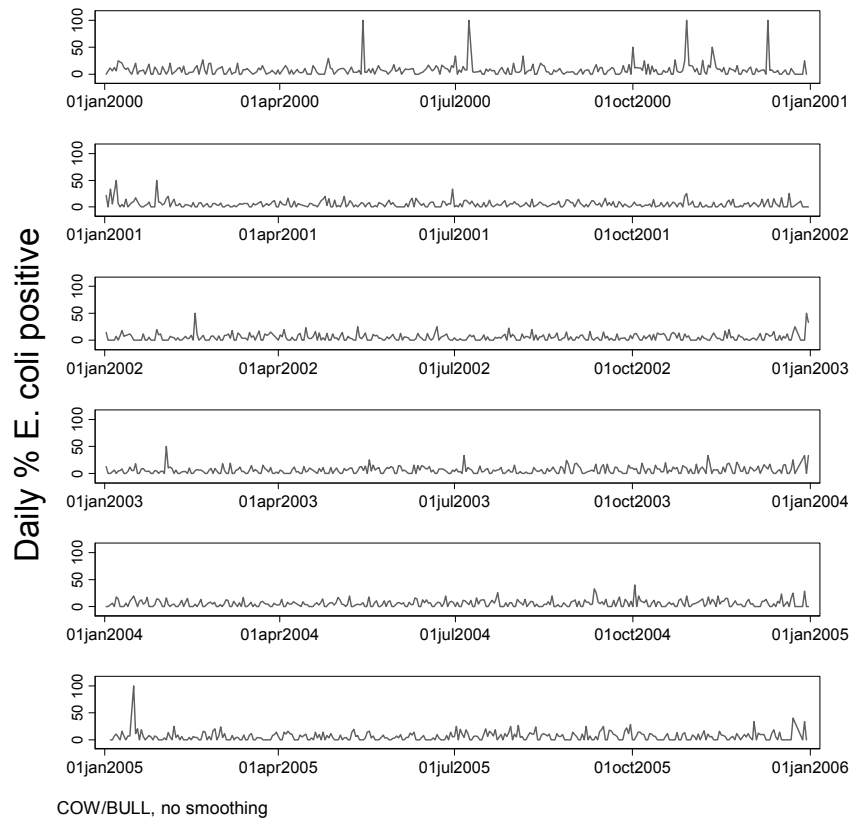 Daily % E. coli positive
0 50 100
01jan2000 01apr2000 01jul2000 01oct2000 01jan2001
0 50 100
01jan2001 01apr2001 01jul2001 01oct2001 01jan2002
0 50 100
01jan2002 01apr2002 01jul2002 01oct2002 01jan2003
0 50 100
01jan2003 01apr2003 01jul2003 01oct2003 01jan2004
0 50 100
01jan2004 01apr2004 01jul2004 01oct2004 01jan2005
0 50 100
01jan2005 01apr2005 01jul2005 01oct2005 01jan2006
COW/BULL, no smoothing